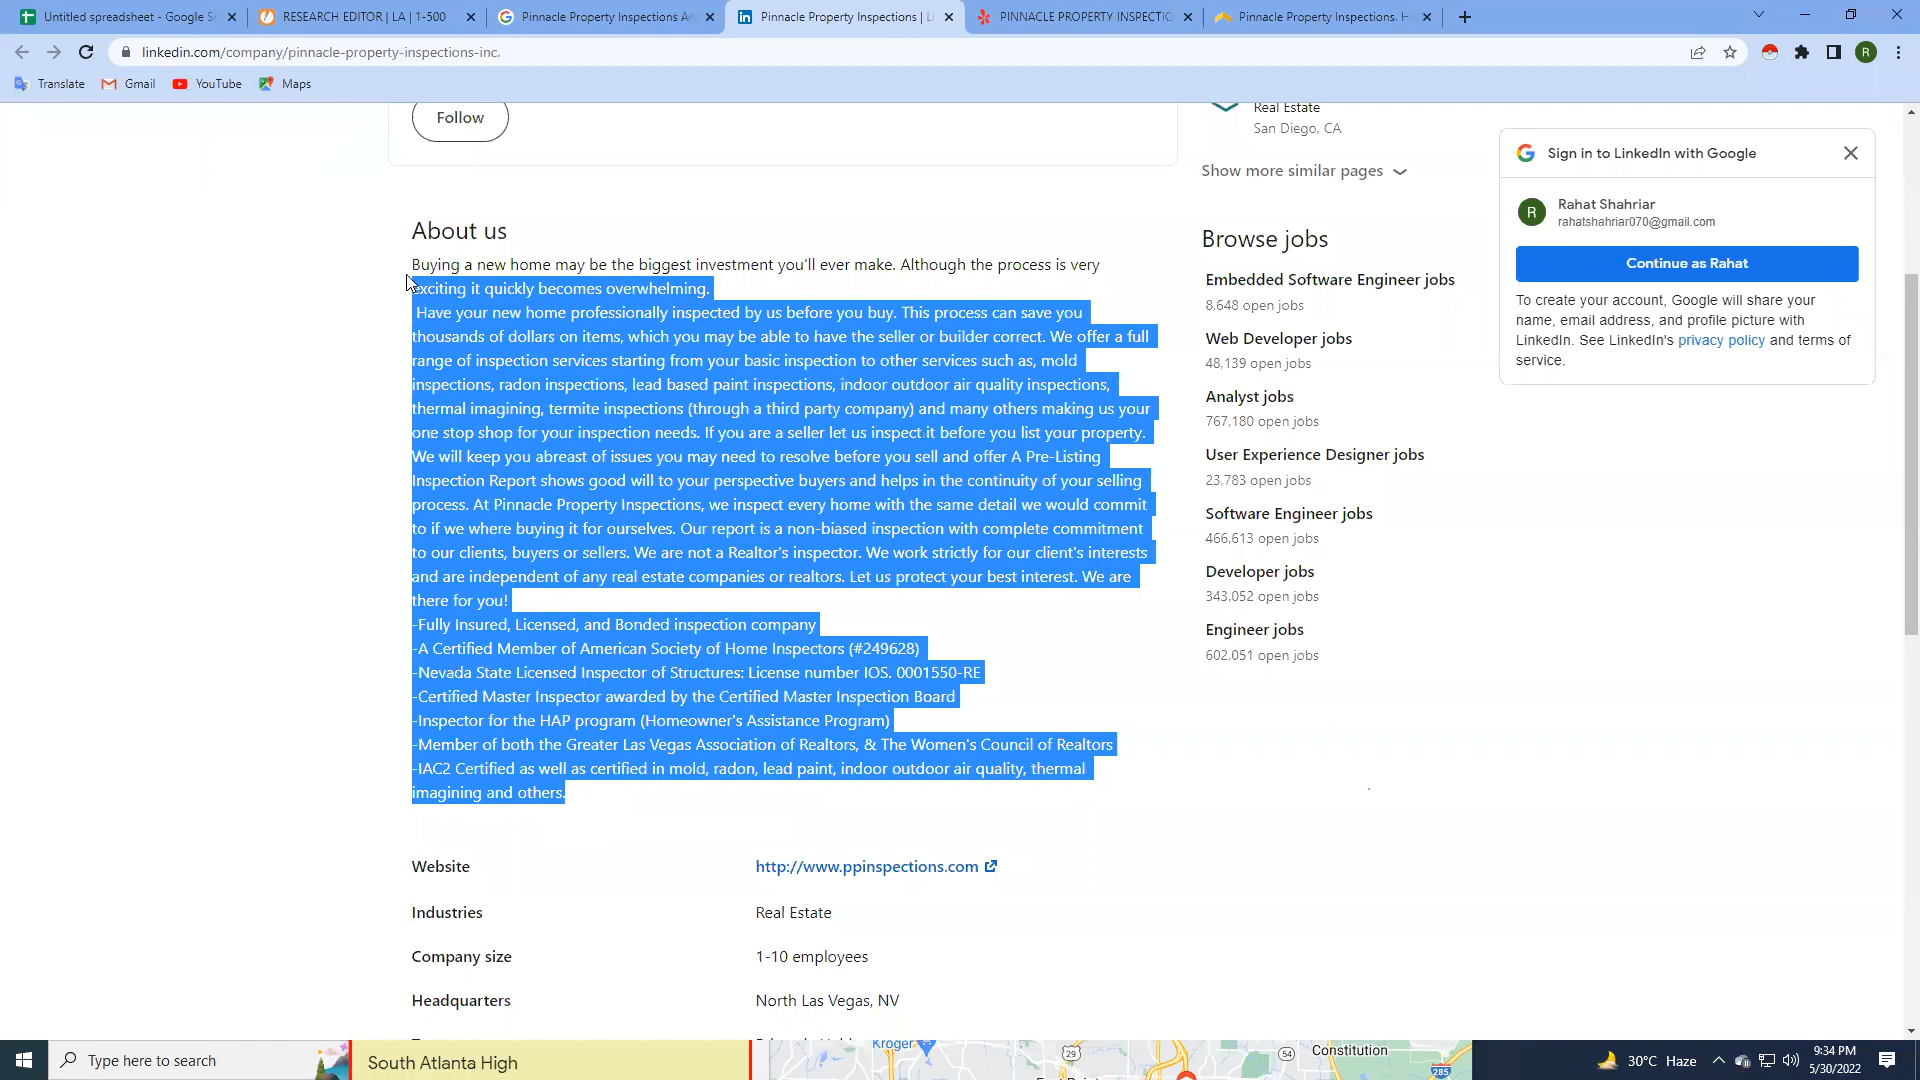 Untitled spreadsheet - Google S
RESEARCH EDITOR | LA | 1-500
Pinnacle Property Inspections
Pinnacle Property Inspections | L
PINNACLE PROPERTY INSPECTIO
Pinnacle Property Inspections. H
linkedin.com/company/pinnacle-property-inspections-inc.
R
Translate
Gmail
YouTube
Maps
Follow
Real Estate
San Diego, CA
Show more similar pages
Sign in to LinkedIn with Google
R
Rahat Shahriar
rahatshahriar070@gmail.com
Continue as Rahat
To create your account, Google will share your
name, email address, and profile picture with
LinkedIn. See LinkedIn's privacy policy and terms of
service.
About us
Buying a new home may be the biggest investment you'll ever make. Although the process is very
exciting it quickly becomes overwhelming.
Have your new home professionally inspected by us before you buy. This process can save you
thousands of dollars on items, which you may be able to have the seller or builder correct. We offer a full
range of inspection services starting from your basic inspection to other services such as, mold
inspections, radon inspections, lead based paint inspections, indoor outdoor air quality inspections,
thermal imagining, termite inspections (through a third party company) and many others making us your
one stop shop for your inspection needs. If you are a seller let us inspect it before you list your property.
We will keep you abreast of issues you may need to resolve before you sell and offer A Pre-Listing
Inspection Report shows good will to your perspective buyers and helps in the continuity of your selling
process. At Pinnacle Property Inspections, we inspect every home with the same detail we would commit
to if we where buying it for ourselves. Our report is a non-biased inspection with complete commitment
to our clients, buyers or sellers. We are not a Realtor's inspector. We work strictly for our client's interests
and are independent of any real estate companies or realtors. Let us protect your best interest. We are
there for you!
-Fully Insured, Licensed, and Bonded inspection company
-A Certified Member of American Society of Home Inspectors (#249628)
-Nevada State Licensed Inspector of Structures: License number IOS. 0001550-RE
-Certified Master Inspector awarded by the Certified Master Inspection Board
-Inspector for the HAP program (Homeowner's Assistance Program)
-Member of both the Greater Las Vegas Association of Realtors, & The Women's Council of Realtors
-IAC2 Certified as well as certified in mold, radon, lead paint, indoor outdoor air quality, thermal
imagining and others.
Website
http://www.ppinspections.com
Industries
Real Estate
Company size
1-10 employees
Headquarters
North Las Vegas, NV
Browse jobs
Embedded Software Engineer jobs
8,648 open jobs
Web Developer jobs
48,139 open jobs
Analyst jobs
767,180 open jobs
User Experience Designer jobs
23,783 open jobs
Software Engineer jobs
466,613 open jobs
Developer jobs
343,052 open jobs
Engineer jobs
602,051 open jobs
Type here to search
South Atlanta High
Kroger
29
54
Constitution
285
30°C Haze
9:34 PM
5/30/2022